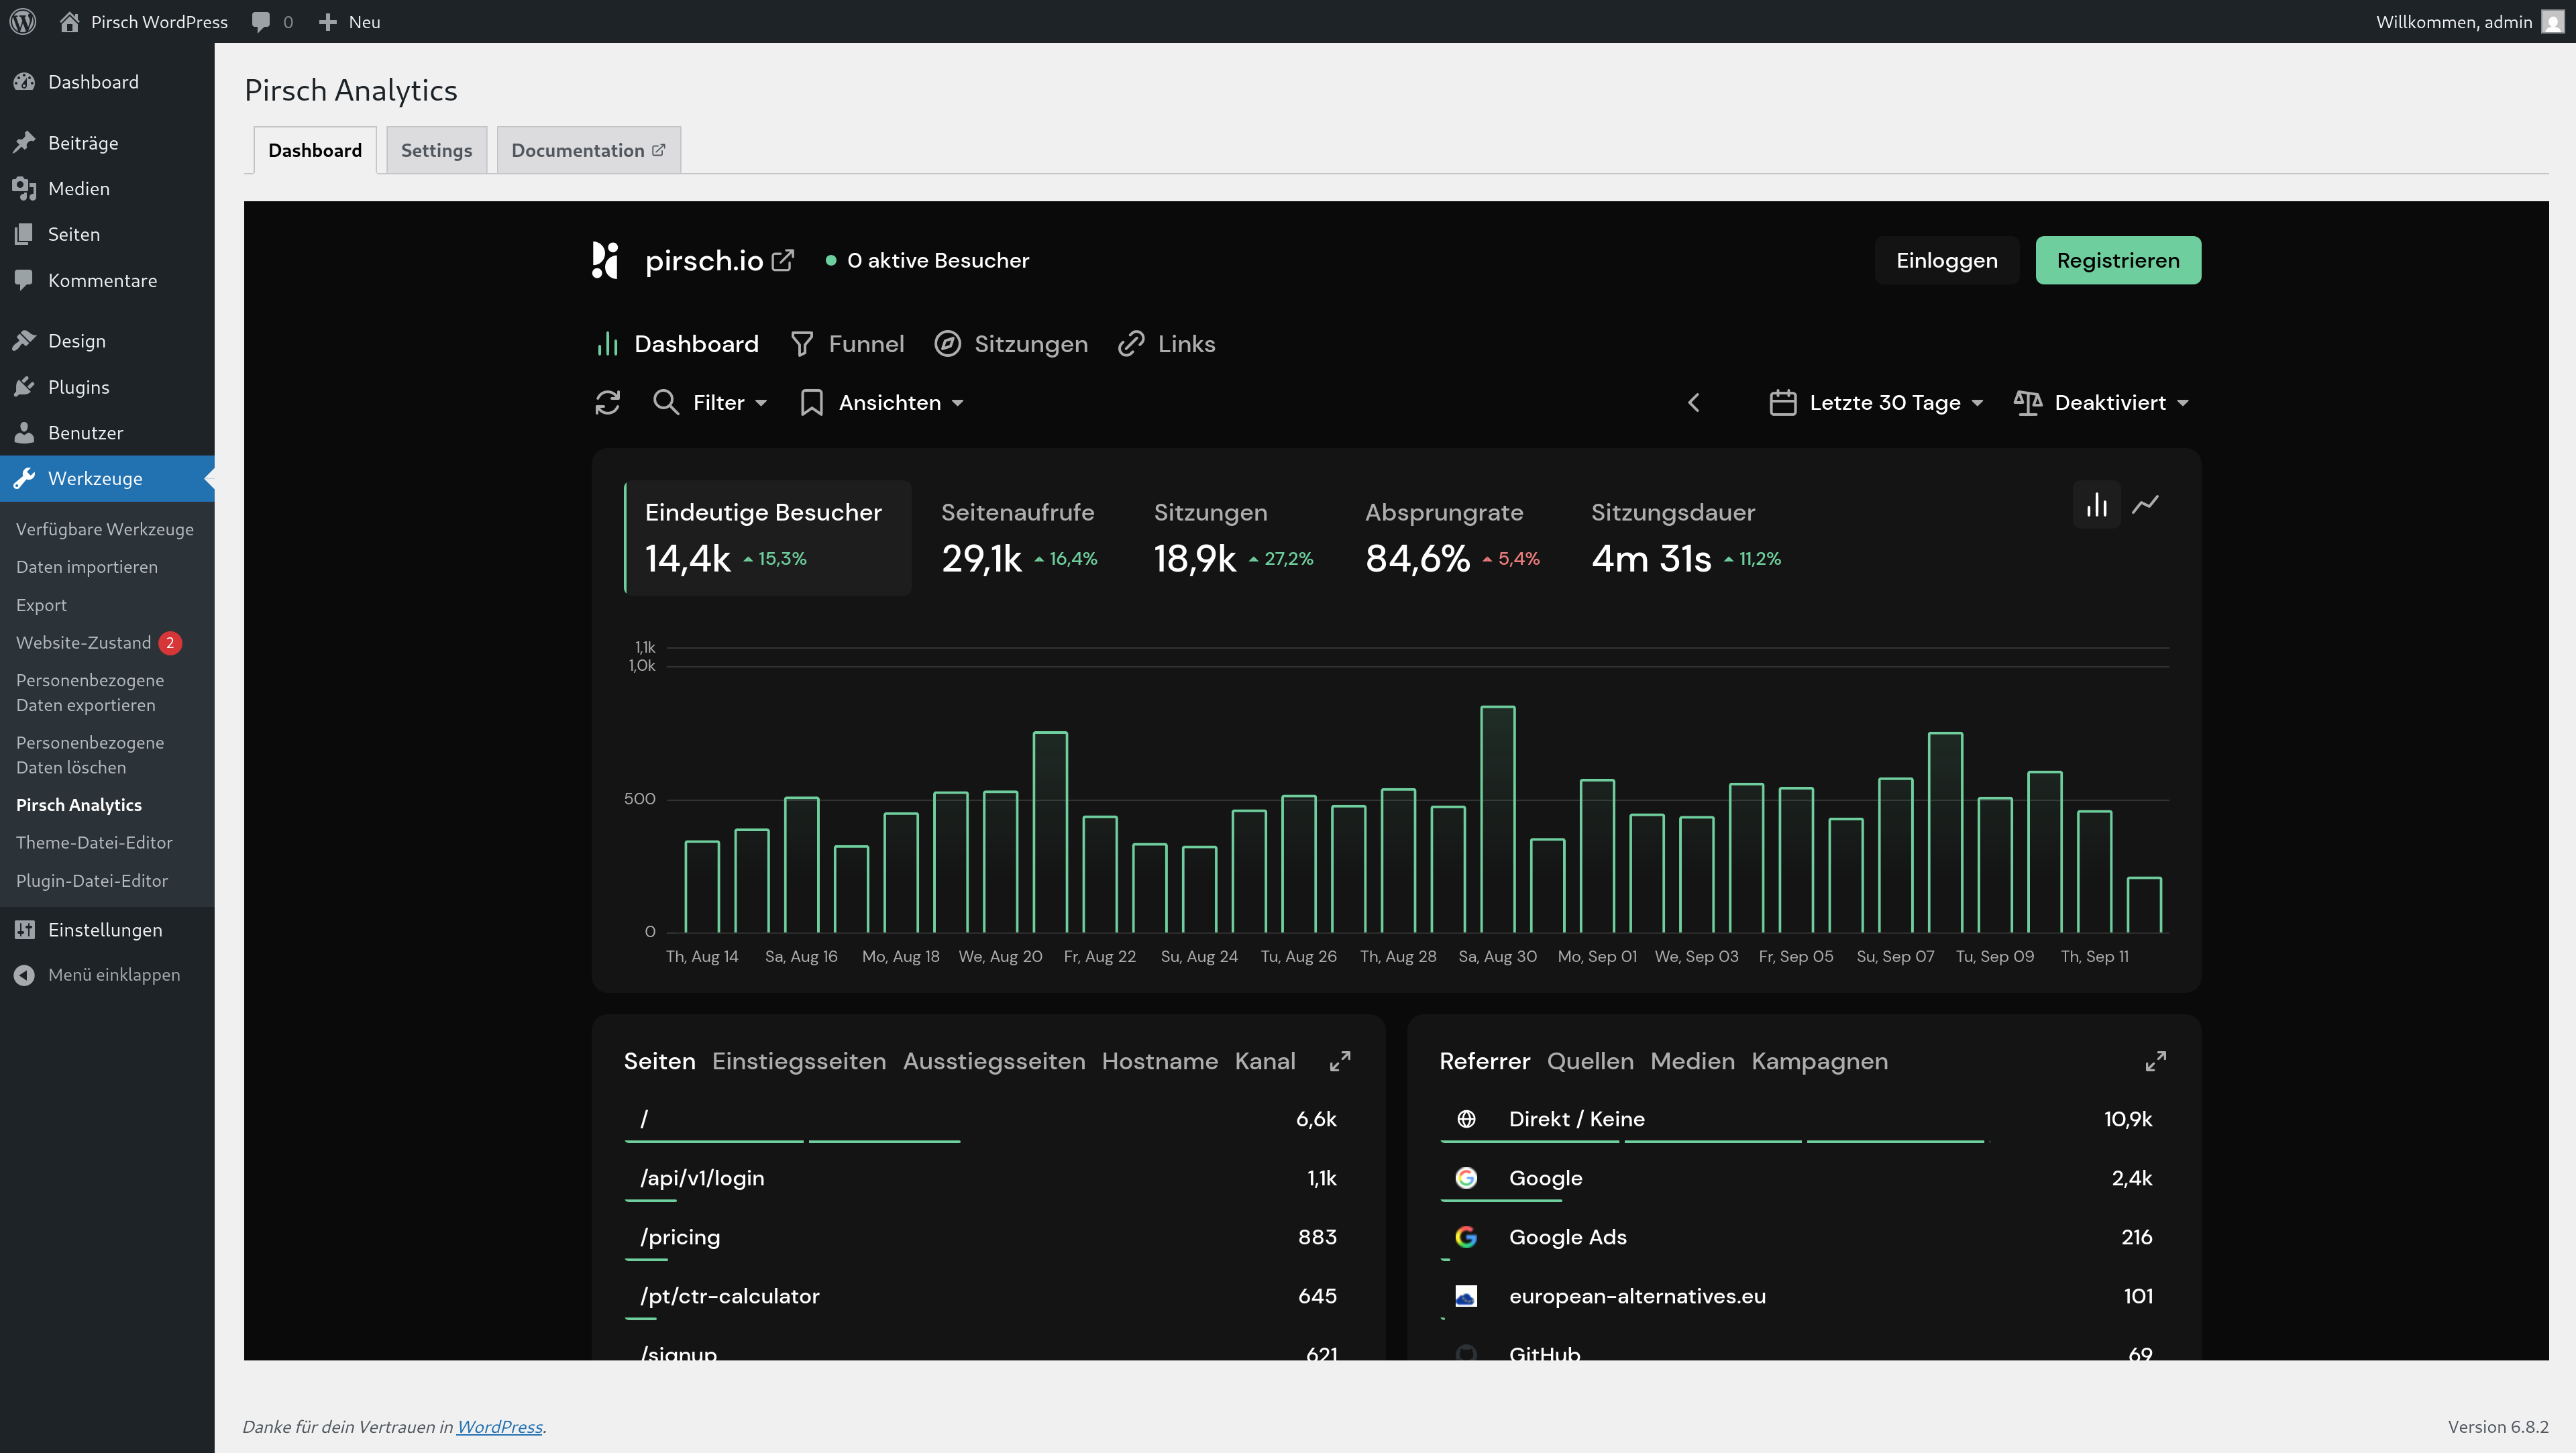 Pirsch WordPress 0 Neu Willkommen, admin
Dashboard
Beiträge
Medien
Seiten
Kommentare
Design
Plugins
Benutzer
Werkzeuge
Verfügbare Werkzeuge
Daten importieren
Export
Website-Zustand 2
Personenbezogene
Daten exportieren
Personenbezogene
Daten löschen
Pirsch Analytics
Theme-Datei-Editor
Plugin-Datei-Editor
Einstellungen
Menü einklappen
Pirsch Analytics
Dashboard Settings Documentation
pirsch.io 0 aktive Besucher Einloggen Registrieren
Dashboard Funnel Sitzungen Links
Filter Ansichten Letzte 30 Tage Deaktiviert
Eindeutige Besucher Seitenaufrufe Sitzungen Absprungrate Sitzungsdauer
14,4k 15,3% 29,1k 16,4% 18,9k 27,2% 84,6% 5,4% 4m 31s 11,2%
1,1k
1,0k
500
0
Th, Aug 14 Sa, Aug 16 Mo, Aug 18 We, Aug 20 Fr, Aug 22 Su, Aug 24 Tu, Aug 26 Th, Aug 28 Sa, Aug 30 Mo, Sep 01 We, Sep 03 Fr, Sep 05 Su, Sep 07 Tu, Sep 09 Th, Sep 11
Seiten Einstiegsseiten Ausstiegsseiten Hostname Kanal
/ 6,6k
/api/v1/login 1,1k
/pricing 883
/pt/ctr-calculator 645
/signup 621
Referrer Quellen Medien Kampagnen
Direkt / Keine 10,9k
Google 2,4k
Google Ads 216
european-alternatives.eu 101
GitHub 69
Danke für dein Vertrauen in WordPress. Version 6.8.2